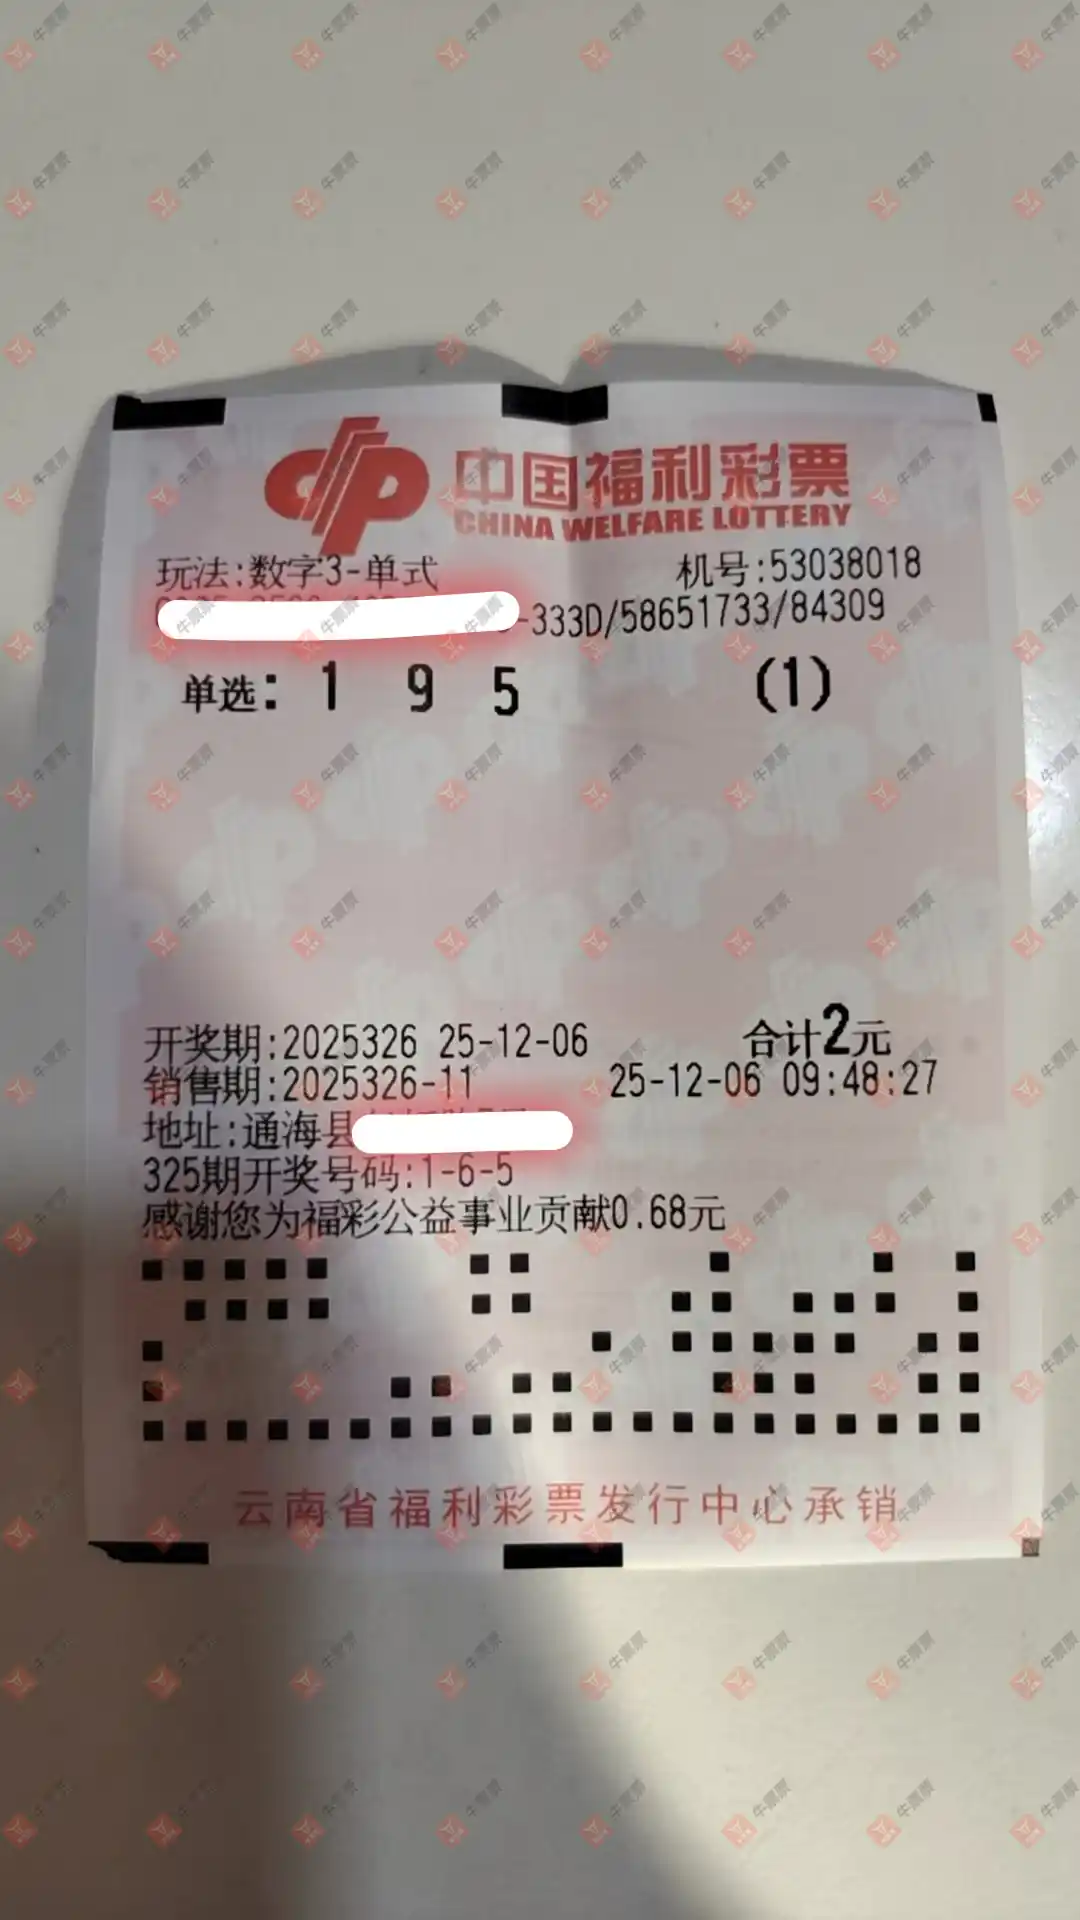 中国福利彩票
CHINA WELFARE LOTTERY
玩法:数字3-单式 机号:53038018
-333D/58651733/84309
单选: 1 9 5 (1)
开奖期:2025326 25-12-06 合计2元
销售期:2025326-11 25-12-06 09:48:27
地址:通海县
325期开奖号码:1-6-5
感谢您为福彩公益事业贡献0.68元
云南省福利彩票发行中心承销
牛票票